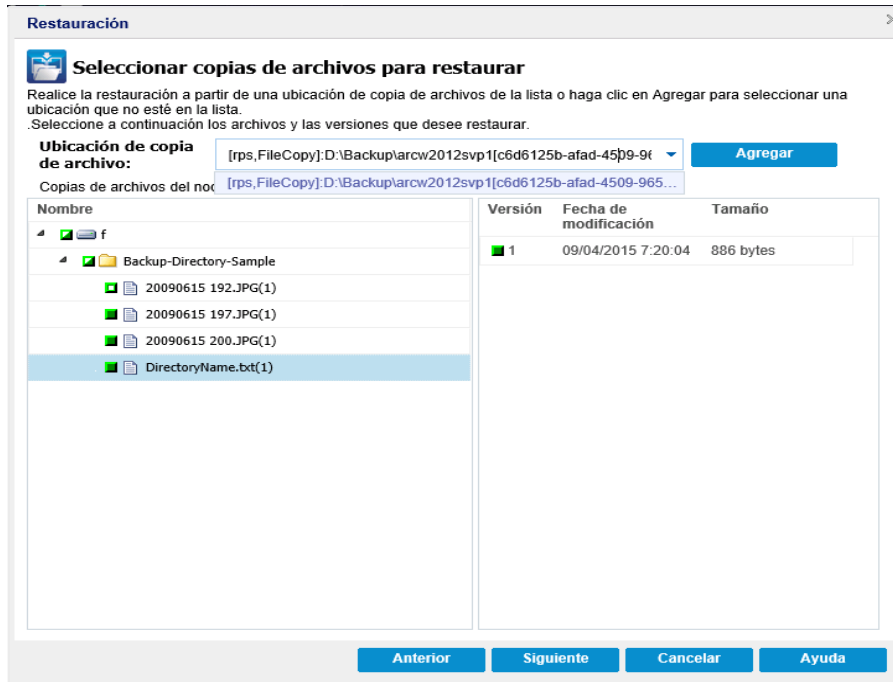 Restauración
Seleccionar copias de archivos para restaurar
Realice la restauración a partir de una ubicación de copia de archivos de la lista o haga clic en Agregar para seleccionar una
ubicación que no esté en la lista.
.Seleccione a continuación los archivos y las versiones que desee restaurar.
Ubicación de copia
de archivo:
[rps,FileCopy]:D:\Backup\arcw2012svp1[c6d6125b-afad-4509-96
Agregar
[rps,FileCopy]:D:\Backup\arcw2012svp1[c6d6125b-afad-4509-965...
Copias de archivos del
Nombre
f
Backup-Directory-Sample
20090615 192.JPG(1)
20090615 197.JPG(1)
20090615 200.JPG(1)
DirectoryName.txt(1)
Versión
Fecha de
modificación
Tamaño
1
09/04/2015 7:20:04
886 bytes
Anterior
Siguiente
Cancelar
Ayuda